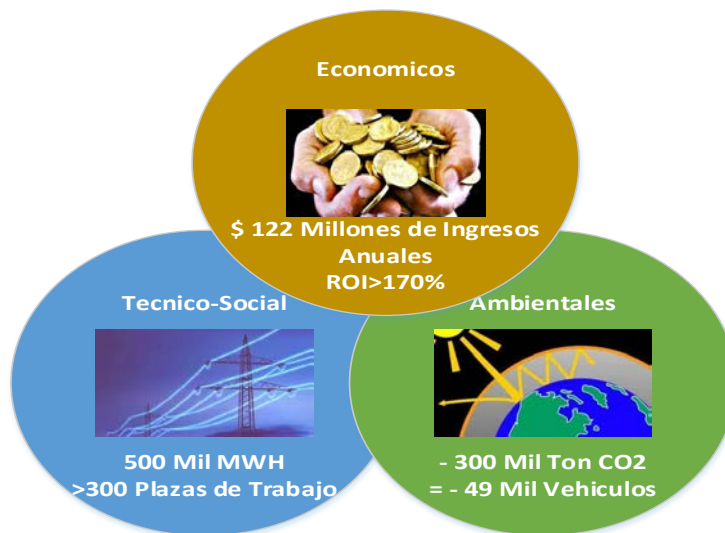 Economicos
$ 122 Millones de Ingresos
Anuales
ROI>170%
Tecnico-Social
500 Mil MWH
>300 Plazas de Trabajo
Ambientales
- 300 Mil Ton CO2
= - 49 Mil Vehiculos